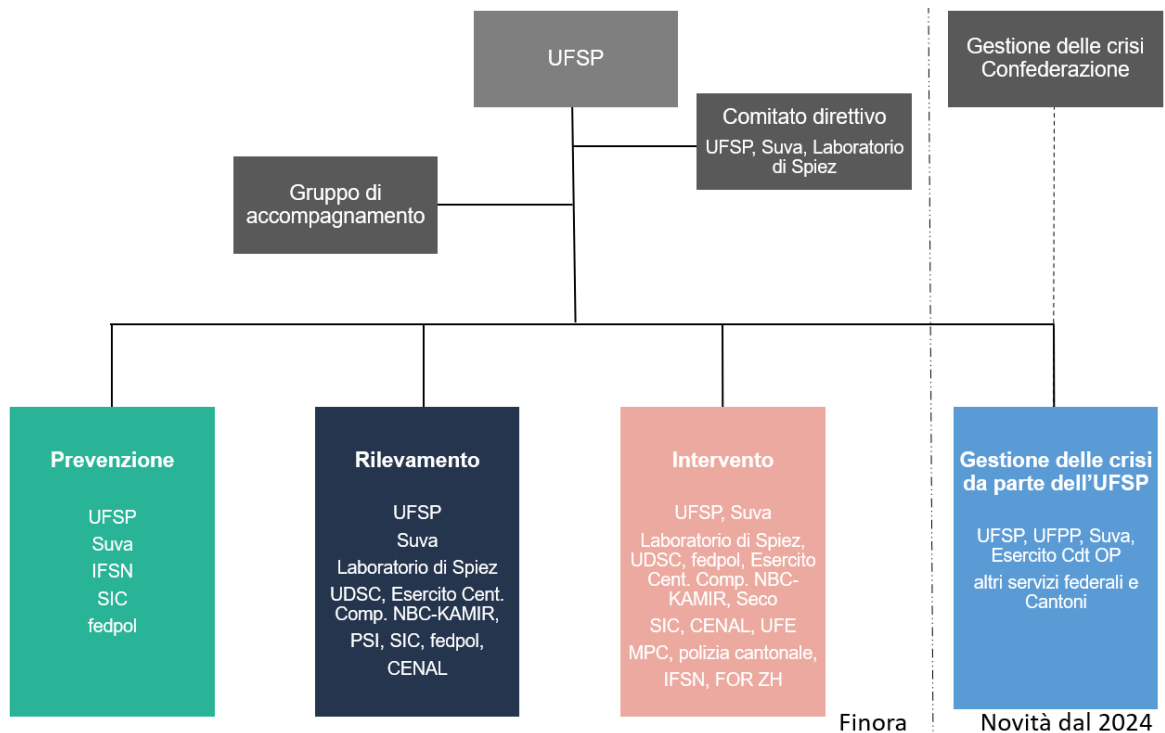 UFSP
Gestione delle crisi
Confederazione
Comitato direttivo
UFSP, Suva, Laboratorio
di Spiez
Gruppo di
accompagnamento
Prevenzione
UFSP
Suva
IFSN
SIC
fedpol
Rilevamento
UFSP
Suva
Laboratorio di Spiez
UDSC, Esercito Cent.
Comp. NBC-KAMIR,
PSI, SIC, fedpol,
CENAL
Intervento
UFSP, Suva
Laboratorio di Spiez,
UDSC, fedpol, Esercito
Cent. Comp. NBC-
KAMIR, Seco
SIC, CENAL, UFE
MPC, polizia cantonale,
IFSN, FOR ZH
Gestione delle crisi
da parte dell’UFSP
UFSP, UFPP, Suva,
Esercito Cdt OP
altri servizi federali e
Cantoni
Finora
Novità dal 2024